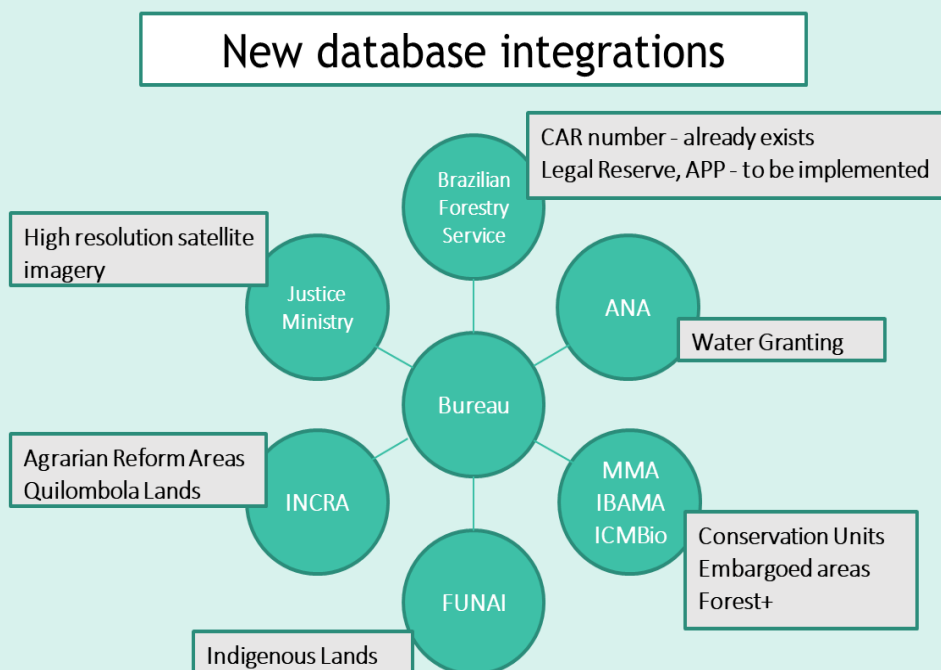 New database integrations
CAR number - already exists
Legal Reserve, APP - to be implemented
Brazilian
Forestry
Service
High resolution satellite
imagery
Justice
Ministry
ANA
Water Granting
Bureau
Agrarian Reform Areas
Quilombola Lands
INCRA
MMA
IBAMA
ICMBio
Conservation Units
Embargoed areas
Forest+
FUNAI
Indigenous Lands